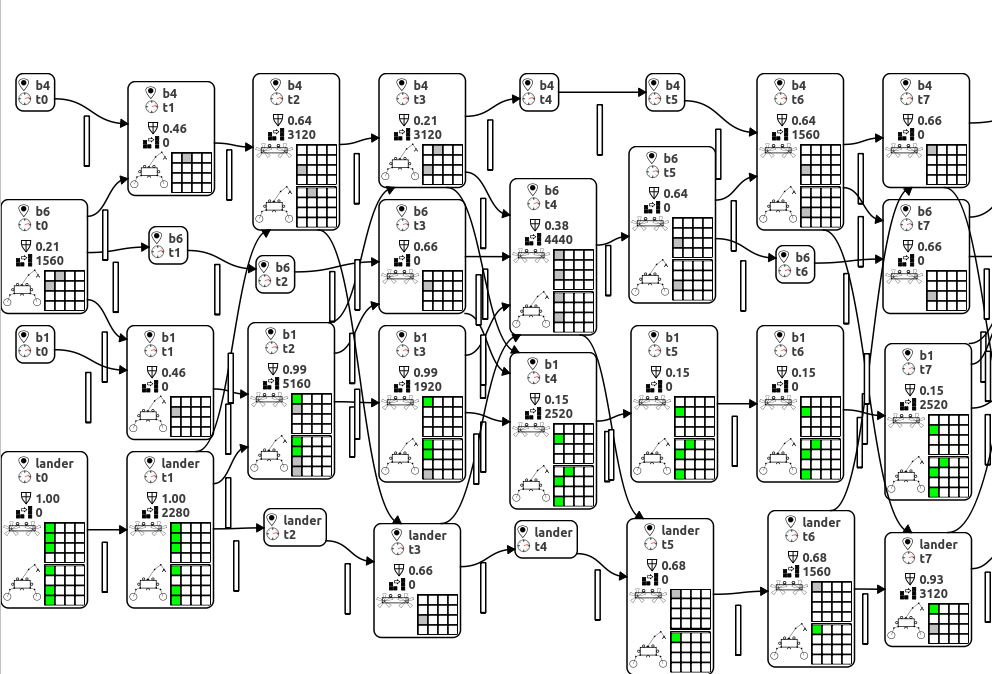 b4
t0
b4
t1
0.46
0
b4
t2
0.64
3120
b4
t3
0.21
3120
b4
t4
b4
t5
b4
t6
0.64
1560
b4
t7
0.66
0
b6
t0
0.21
1560
b6
t1
b6
t2
b6
t3
0.66
0
b6
t4
0.38
4440
b6
t5
0.64
0
b6
t6
b6
t7
0.66
0
b1
t0
b1
t1
0.46
0
b1
t2
0.99
5160
b1
t3
0.99
1920
b1
t4
0.15
2520
b1
t5
0.15
b1
t6
0.15
b1
t7
0.15
2520
lander
t0
1.00
0
lander
t1
1.00
2280
lander
t2
lander
t3
0.66
0
lander
t4
lander
t5
0.68
0
lander
t6
0.68
1560
lander
t7
0.93
3120